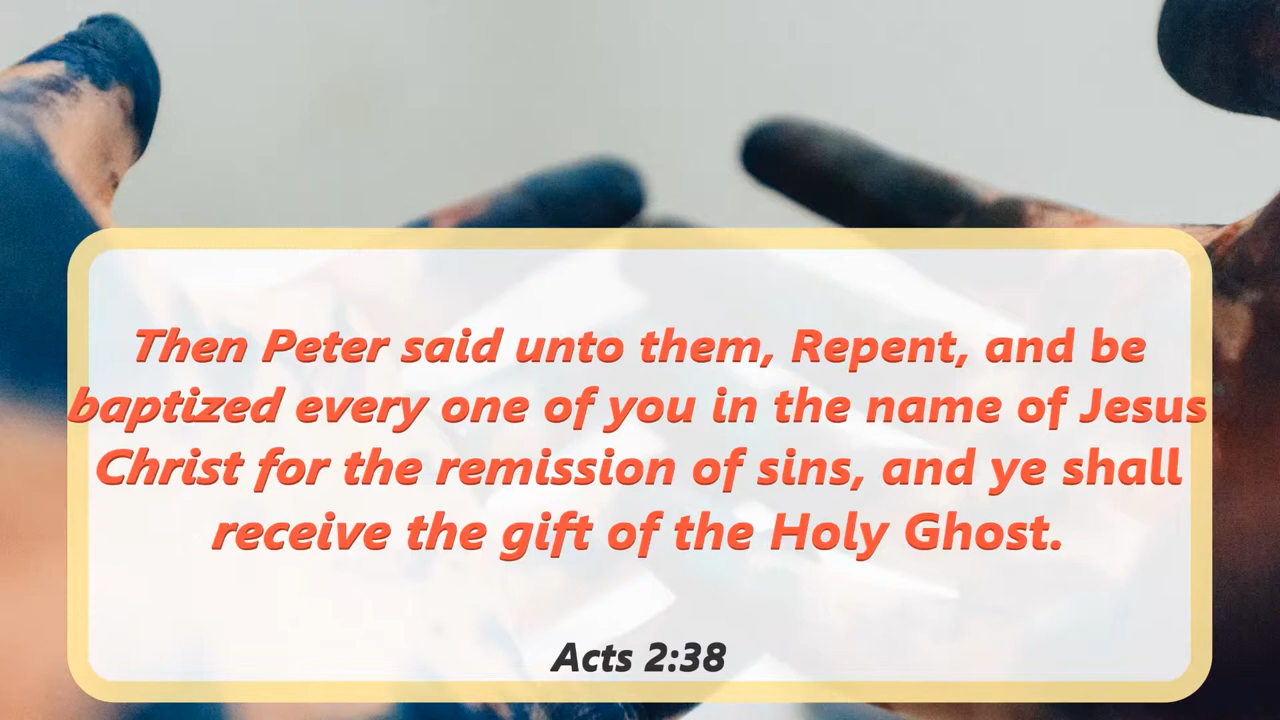 Then Peter said unto them, Repent, and be
baptized every one of you in the name of Jesus
Christ for the remission of sins, and ye shall
receive the gift of the Holy Ghost.
Acts 2:38